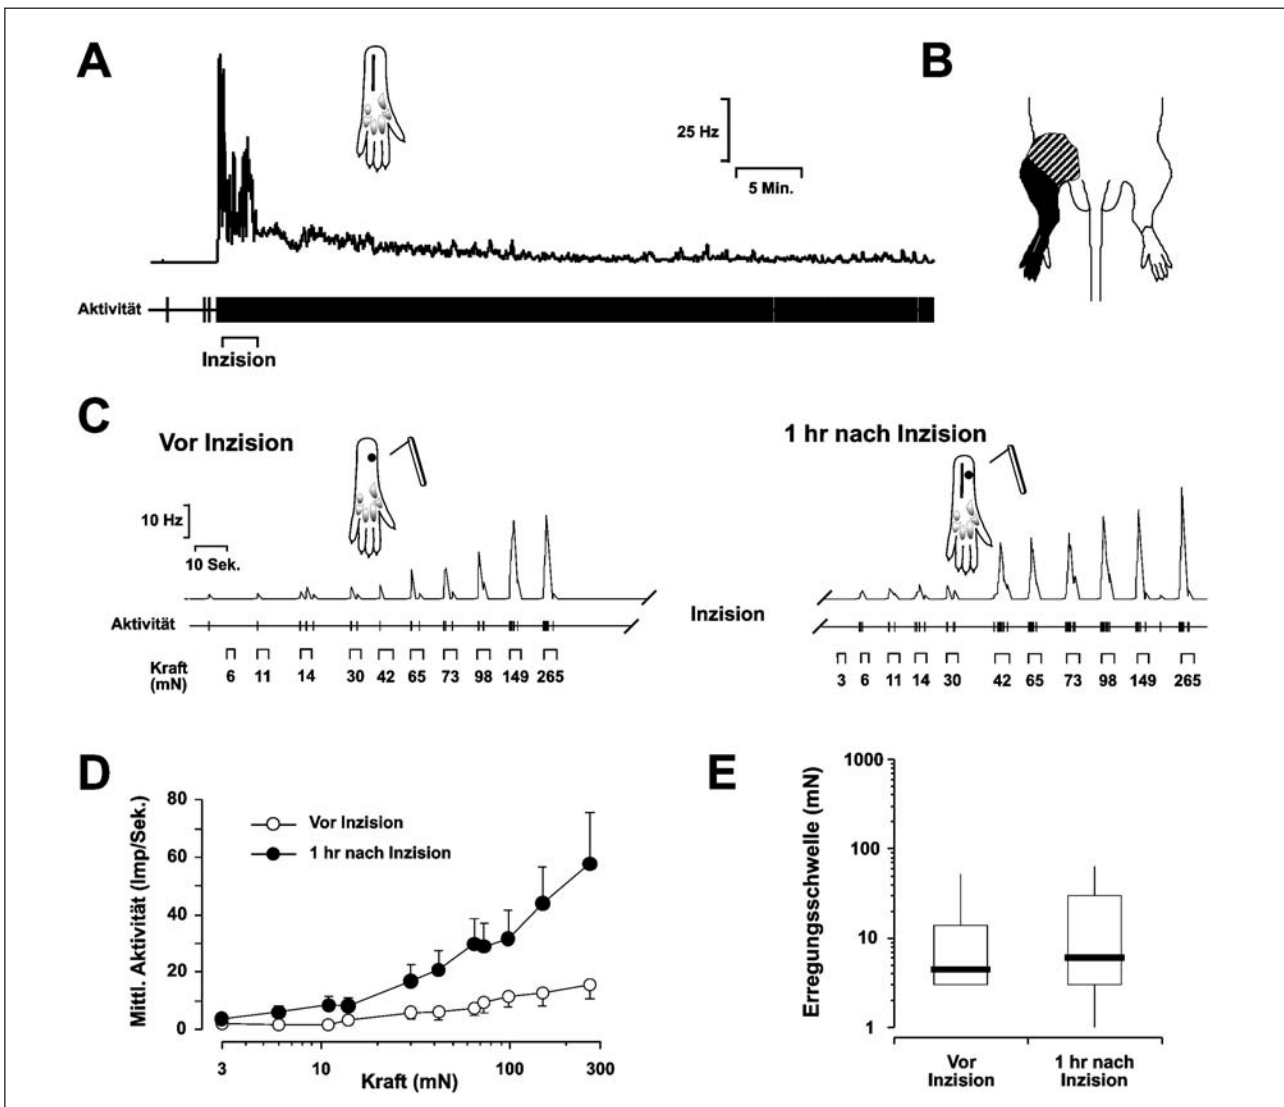 A
B
25 Hz
5 Min.
Aktivität
Inzision
C
Vor Inzision
1 hr nach Inzision
10 Hz
10 Sek.
Inzision
Aktivität
Kraft
(mN)
6 11 14 30 42 65 73 98 149 265
3 6 11 14 30 42 65 73 98 149 265
D
Mittl. Aktivität (Imp/Sek.)
80
60
40
20
0
Vor Inzision
1 hr nach Inzision
3 10 100 300
Kraft (mN)
E
Erregungsschwelle (mN)
1000
100
10
1
Vor
Inzision
1 hr nach
Inzision